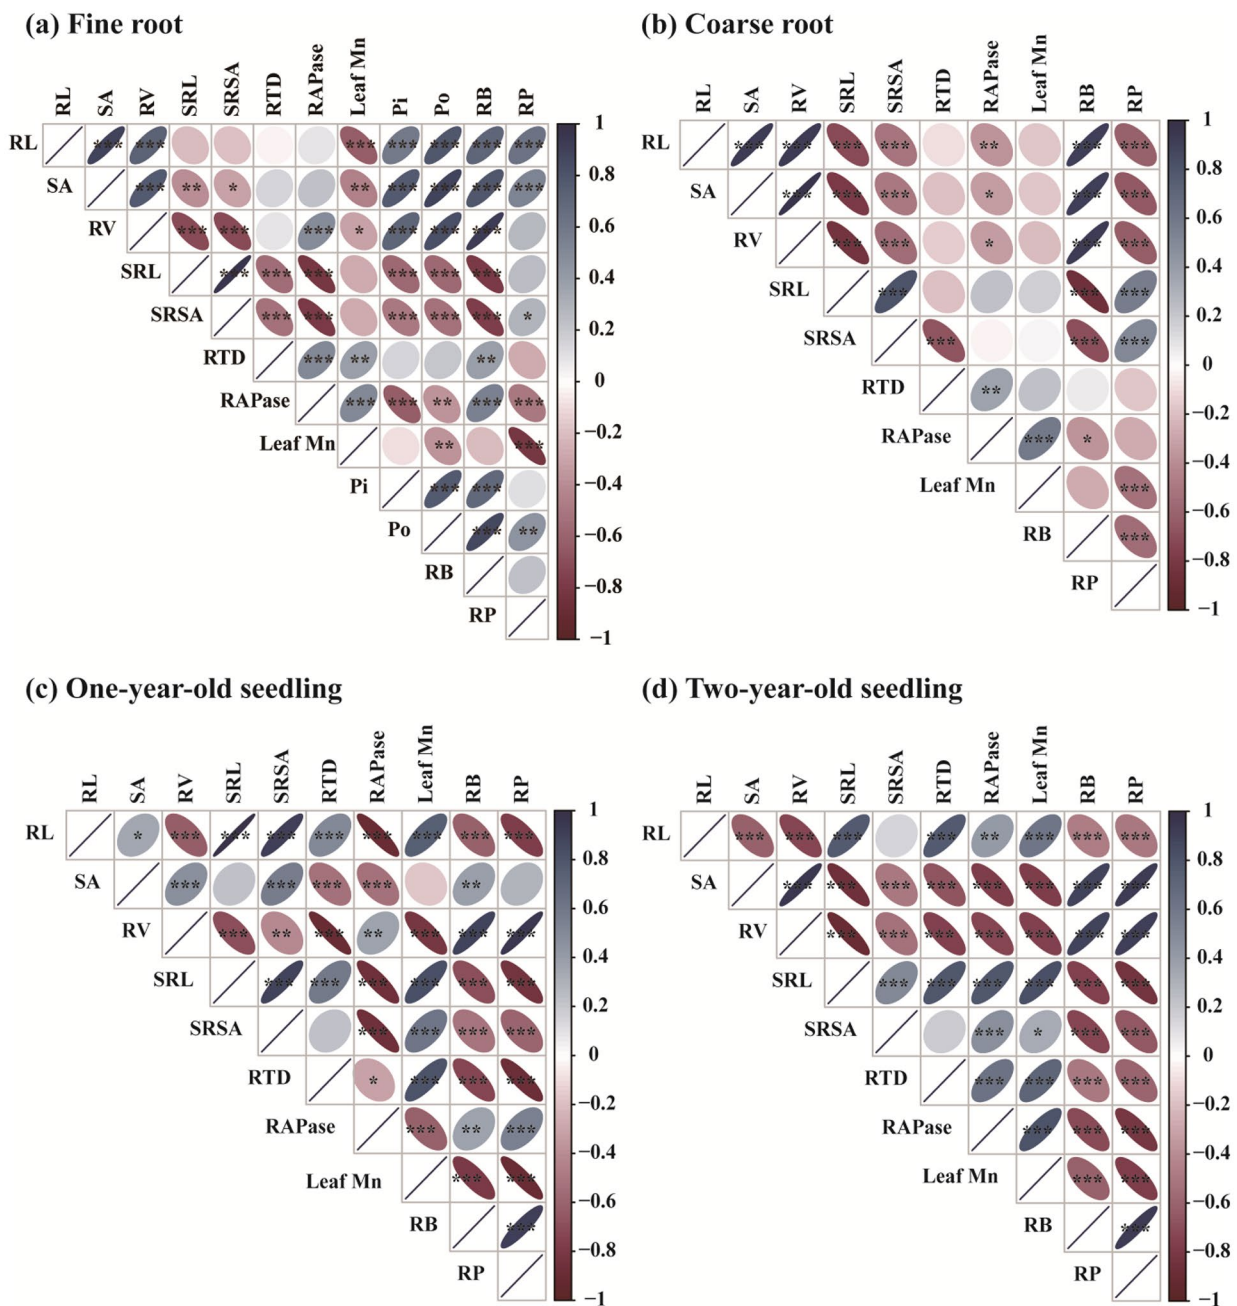 (a) Fine root
RL SA RV SRL SRSA RTD RAPase Leaf Mn Pi Po RB RP
RL *** *** *** *** *** *** *** ***
SA *** ** * ** *** *** *** ***
RV *** *** *** * *** *** ***
SRL *** *** *** *** *** ***
SRSA *** *** *** *** *** *
RTD *** ** **
RAPase *** *** ** *** ***
Leaf Mn ** ***
Pi *** ***
Po *** **
RB
RP
1
0.8
0.6
0.4
0.2
0
−0.2
−0.4
−0.6
−0.8
−1
(b) Coarse root
RL SA RV SRL SRSA RTD RAPase Leaf Mn RB RP
RL *** *** *** *** ** *** ***
SA *** *** *** * *** ***
RV *** *** * *** ***
SRL *** *** ***
SRSA *** *** ***
RTD **
RAPase *** *
Leaf Mn ***
RB ***
RP
1
0.8
0.6
0.4
0.2
0
−0.2
−0.4
−0.6
−0.8
−1
(c) One-year-old seedling
RL SA RV SRL SRSA RTD RAPase Leaf Mn RB RP
RL * *** *** *** *** *** *** *** ***
SA *** *** *** *** **
RV *** ** *** ** *** *** ***
SRL *** *** *** *** *** ***
SRSA *** *** *** ***
RTD * *** *** ***
RAPase *** ** ***
Leaf Mn *** ***
RB ***
RP
1
0.8
0.6
0.4
0.2
0
−0.2
−0.4
−0.6
−0.8
−1
(d) Two-year-old seedling
RL SA RV SRL SRSA RTD RAPase Leaf Mn RB RP
RL *** *** *** *** ** *** *** ***
SA *** *** *** *** *** *** *** ***
RV *** *** *** *** *** *** ***
SRL *** *** *** *** *** ***
SRSA *** * *** ***
RTD *** *** *** ***
RAPase *** *** ***
Leaf Mn *** ***
RB ***
RP
1
0.8
0.6
0.4
0.2
0
−0.2
−0.4
−0.6
−0.8
−1